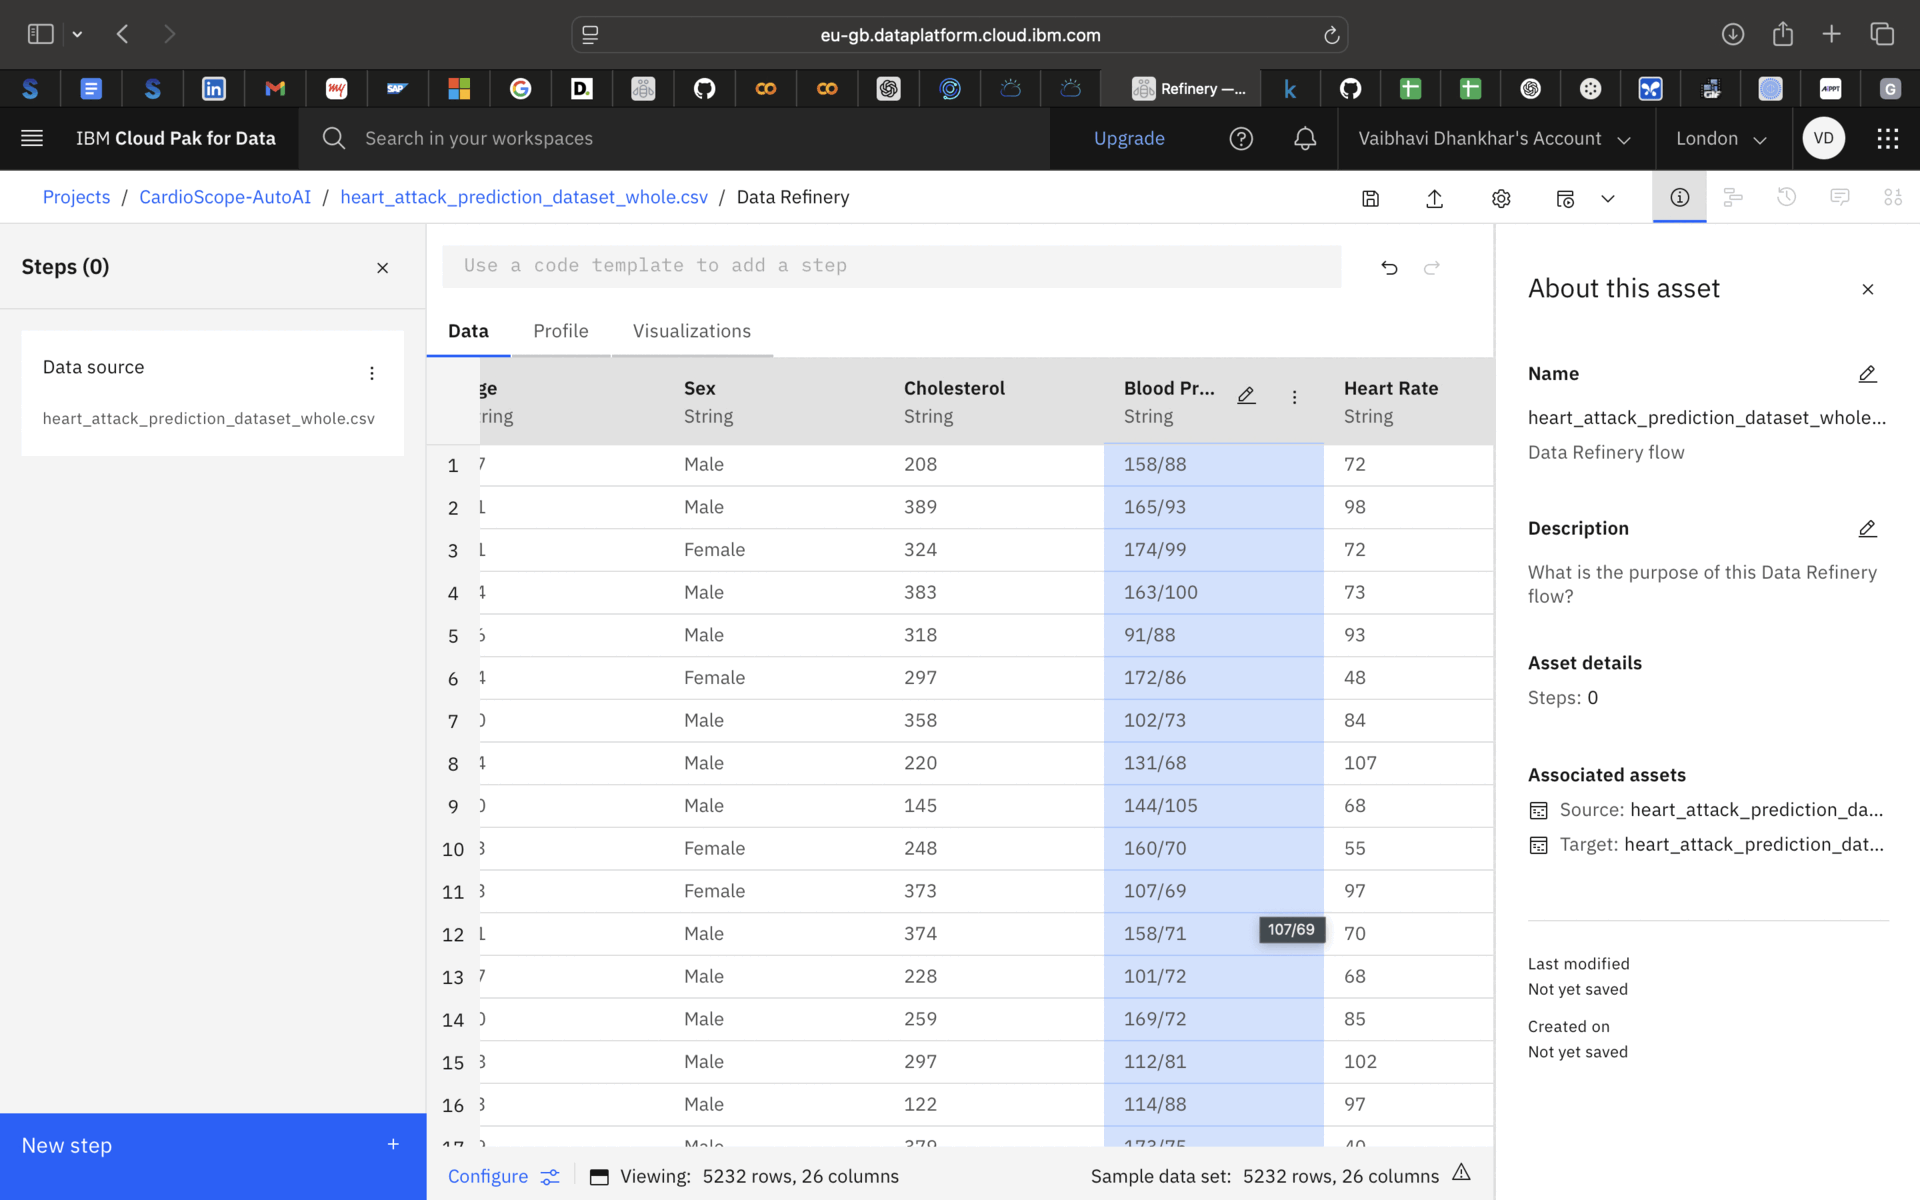 eu-gb.dataplatform.cloud.ibm.com
Refinery —...
IBM Cloud Pak for Data
Search in your workspaces
Upgrade
Vaibhavi Dhankhar's Account
London
VD
Projects / CardioScope-AutoAI / heart_attack_prediction_dataset_whole.csv / Data Refinery
Steps (0)
Data source
heart_attack_prediction_dataset_whole.csv
New step +
Use a code template to add a step
Data Profile Visualizations
ge Sex Cholesterol Blood Pr... Heart Rate
ring String String String String
1 7 Male 208 158/88 72
2 1 Male 389 165/93 98
3 1 Female 324 174/99 72
4 4 Male 383 163/100 73
5 6 Male 318 91/88 93
6 4 Female 297 172/86 48
7 0 Male 358 102/73 84
8 4 Male 220 131/68 107
9 0 Male 145 144/105 68
10 3 Female 248 160/70 55
11 3 Female 373 107/69 97
107/69
12 1 Male 374 158/71 70
13 7 Male 228 101/72 68
14 0 Male 259 169/72 85
15 3 Male 297 112/81 102
16 3 Male 122 114/88 97
17 Male 379 173/75 40
Configure
Viewing: 5232 rows, 26 columns
Sample data set: 5232 rows, 26 columns
About this asset
Name
heart_attack_prediction_dataset_whole...
Data Refinery flow
Description
What is the purpose of this Data Refinery
flow?
Asset details
Steps: 0
Associated assets
Source: heart_attack_prediction_da...
Target: heart_attack_prediction_dat...
Last modified
Not yet saved
Created on
Not yet saved